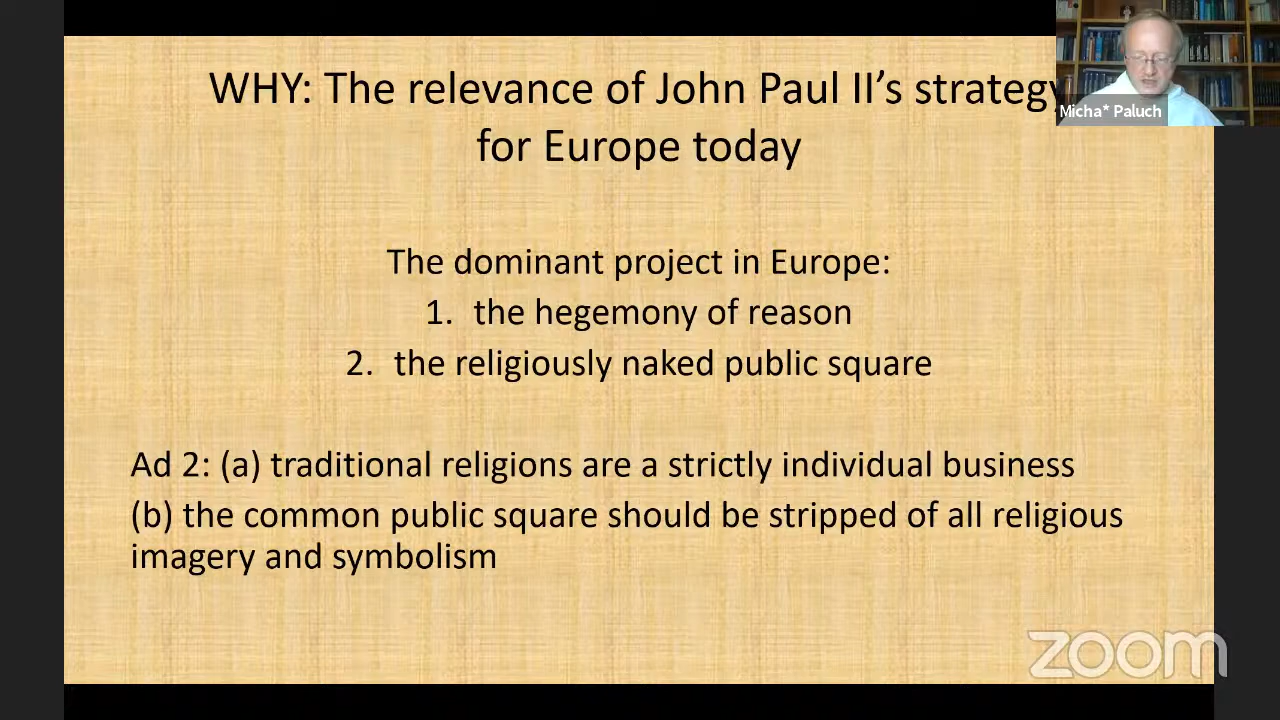 WHY: The relevance of John Paul II's strategy
for Europe today
Micha* Paluch
The dominant project in Europe:
1. the hegemony of reason
2. the religiously naked public square
Ad 2: (a) traditional religions are a strictly individual business
(b) the common public square should be stripped of all religious
imagery and symbolism
zoom